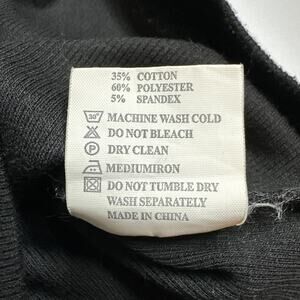 35% COTTON
60% POLYESTER
5% SPANDEX
30° MACHINE WASH COLD
DO NOT BLEACH
P DRY CLEAN
MEDIUMIRON
DO NOT TUMBLE DRY
WASH SEPARATELY
MADE IN CHINA